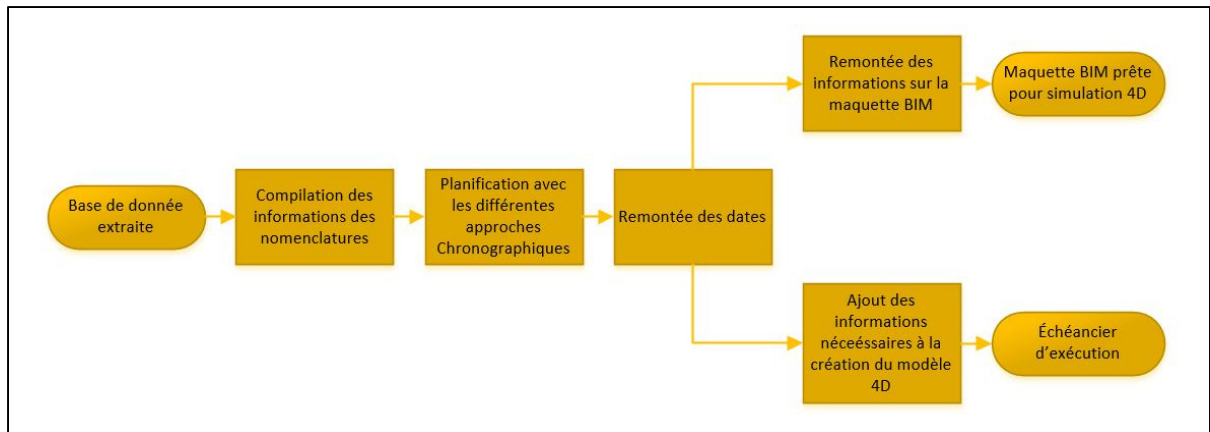 Base de donnée
extraite
Compilation des
informations des
nomenclatures
Planification avec
les différentes
approches
Chronographiques
Remontée des dates
Remontée des
informations sur la
maquette BIM
Maquette BIM prête
pour simulation 4D
Ajout des
informations
néceéssaires à la
création du modèle
4D
Échéancier
d'exécution